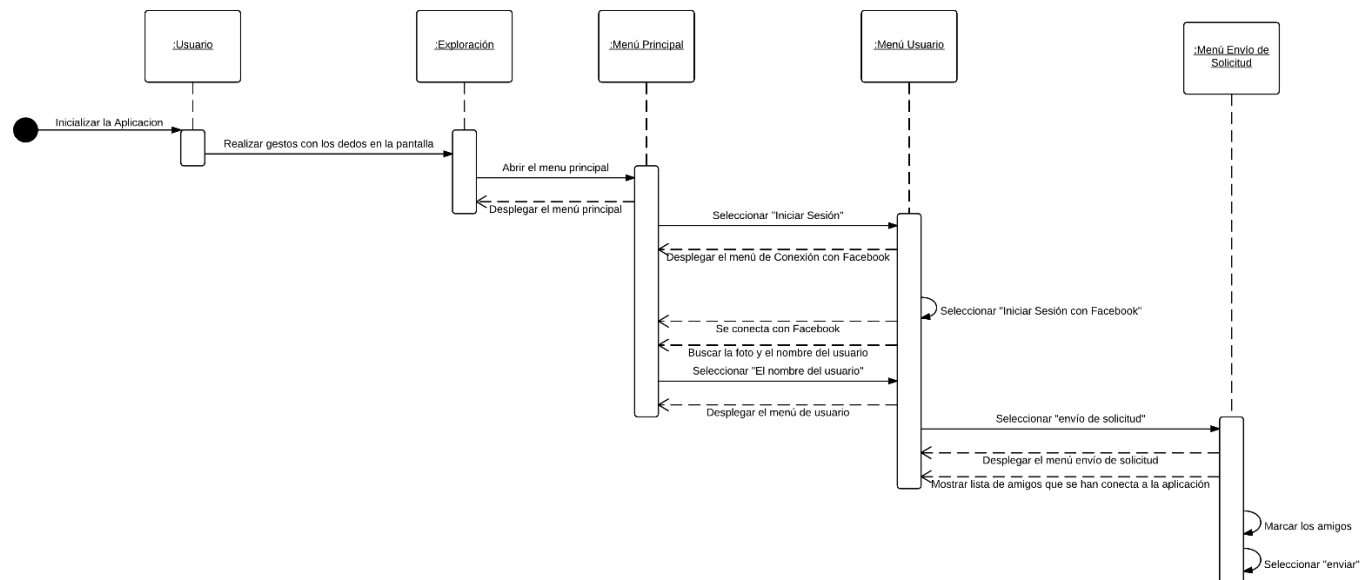 :Usuario
:Exploración
:Menú Principal
:Menú Usuario
:Menú Envío de
Solicitud
Inicializar la Aplicacion
Realizar gestos con los dedos en la pantalla
Abrir el menu principal
Desplegar el menú principal
Seleccionar "Iniciar Sesión"
Desplegar el menú de Conexión con Facebook
Seleccionar "Iniciar Sesión con Facebook"
Se conecta con Facebook
Buscar la foto y el nombre del usuario
Seleccionar "El nombre del usuario"
Desplegar el menú de usuario
Seleccionar "envío de solicitud"
Desplegar el menú envío de solicitud
Mostrar lista de amigos que se han conecta a la aplicación
Marcar los amigos
Seleccionar "enviar"